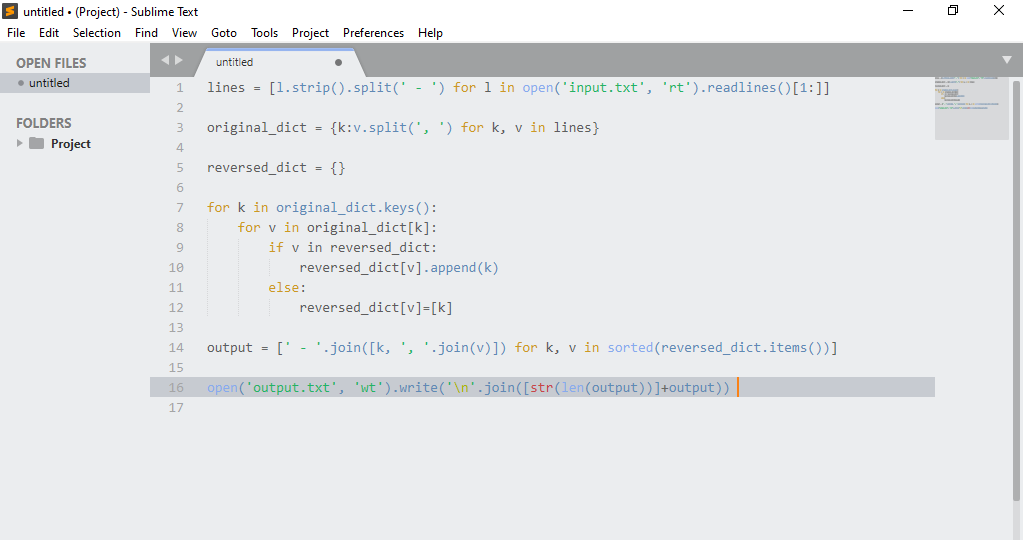 untitled • (Project) - Sublime Text
File Edit Selection Find View Goto Tools Project Preferences Help
OPEN FILES
untitled
FOLDERS
Project
untitled
1 lines = [l.strip().split(' - ') for l in open('input.txt', 'rt').readlines()[1:]]
2
3 original_dict = {k:v.split(', ') for k, v in lines}
4
5 reversed_dict = {}
6
7 for k in original_dict.keys():
8     for v in original_dict[k]:
9         if v in reversed_dict:
10             reversed_dict[v].append(k)
11         else:
12             reversed_dict[v]=[k]
13
14 output = [' - '.join([k, ', '.join(v)]) for k, v in sorted(reversed_dict.items())]
15
16 open('output.txt', 'wt').write('\n'.join([str(len(output))]+output))
17